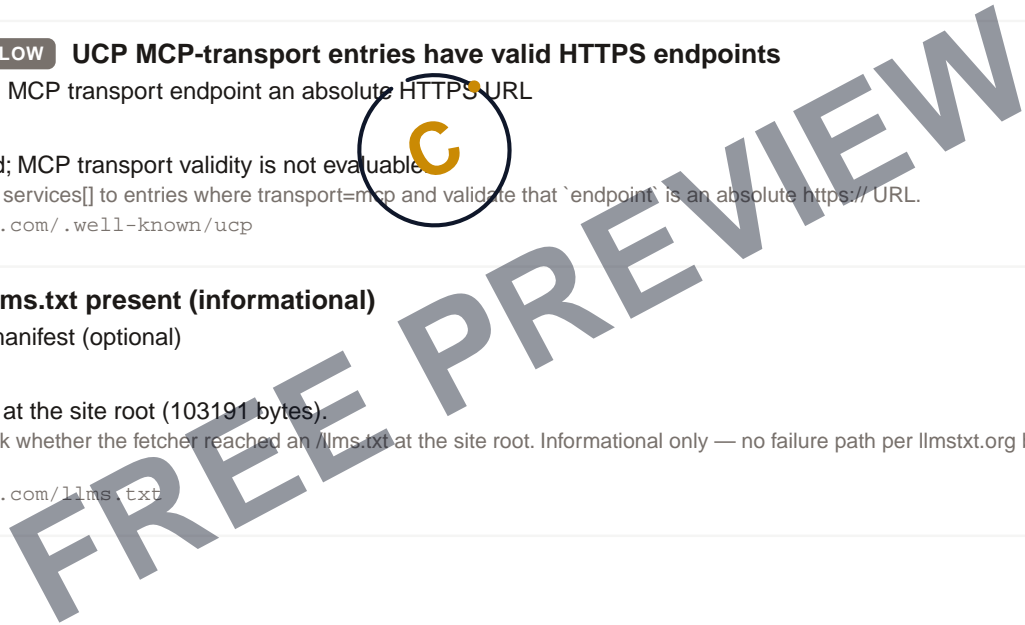 LOW UCP MCP-transport entries have valid HTTPS endpoints
MCP transport endpoint an absolute HTTPS URL
d; MCP transport validity is not evaluable.
services[] to entries where transport=mcp and validate that `endpoint` is an absolute https:// URL.
.com/.well-known/ucp
C
lms.txt present (informational)
manifest (optional)
at the site root (103191 bytes).
k whether the fetcher reached an /llms.txt at the site root. Informational only — no failure path per llmstxt.org
.com/llms.txt
FREE PREVIEW